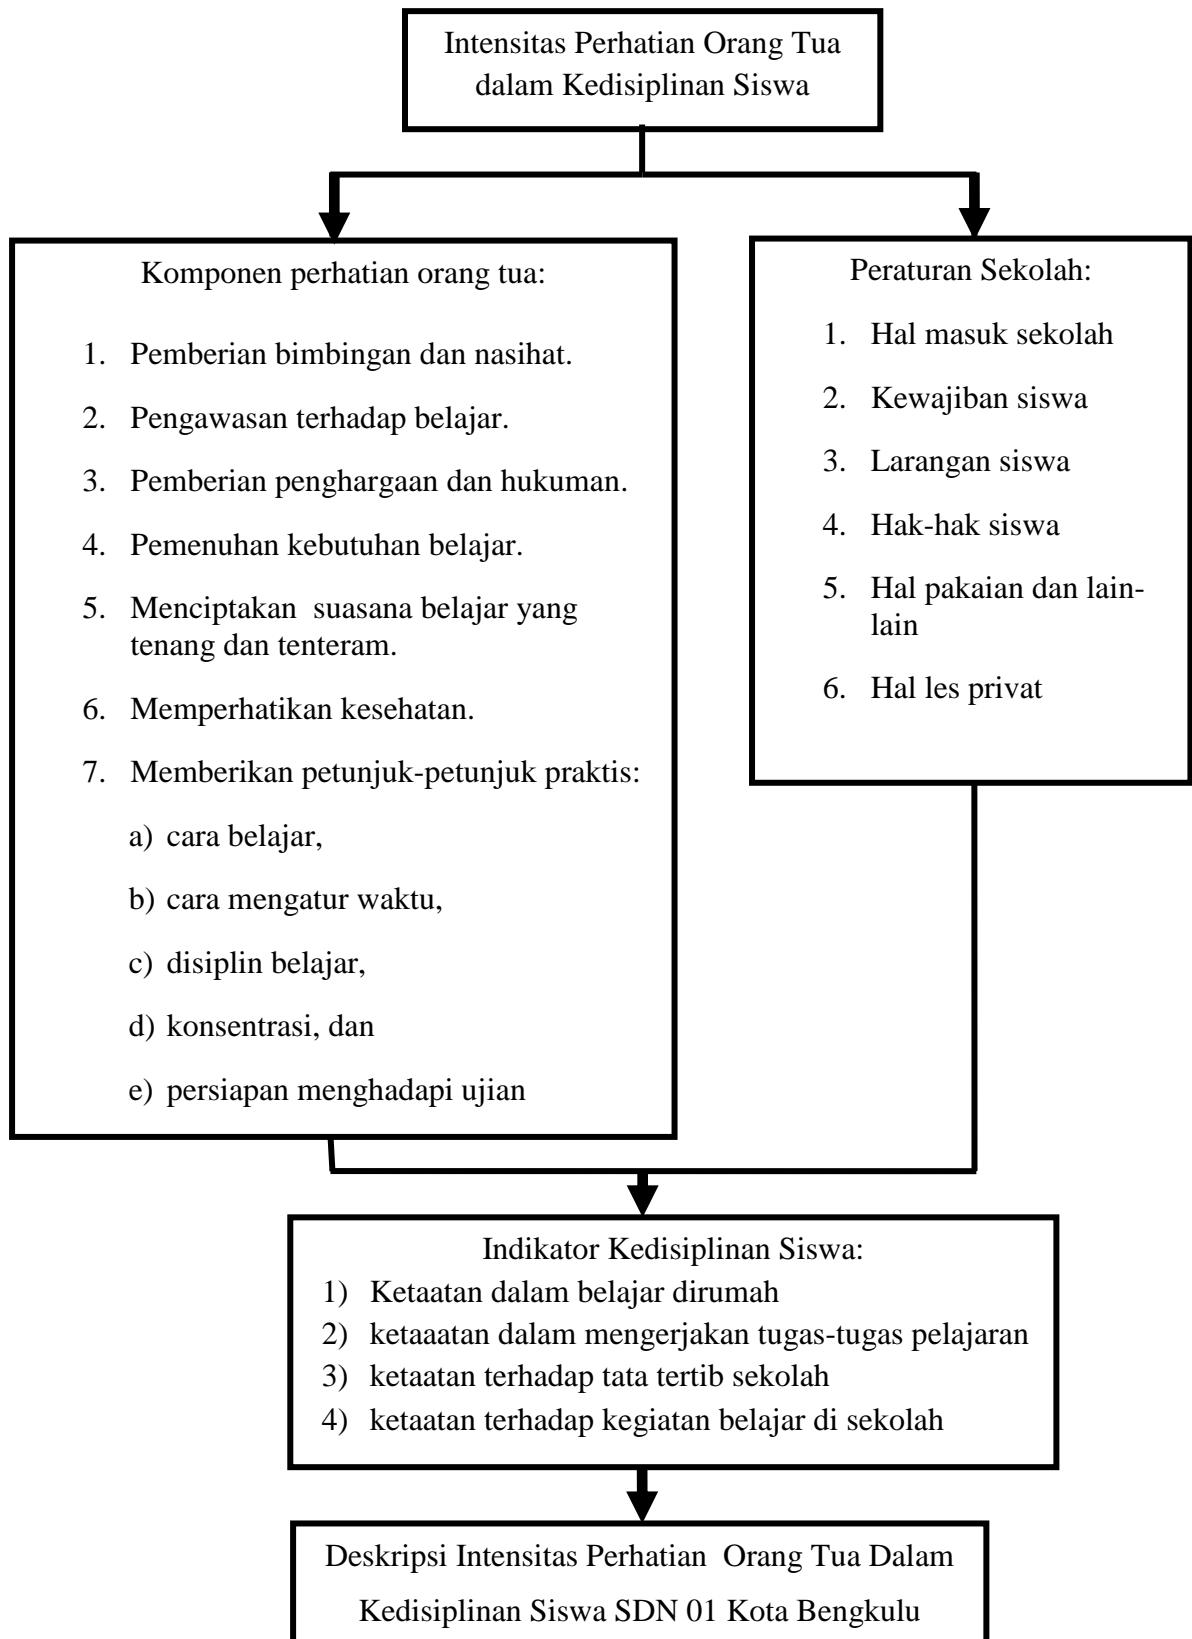 Intensitas Perhatian Orang Tua
dalam Kedisiplinan Siswa
Komponen perhatian orang tua:
1. Pemberian bimbingan dan nasihat.
2. Pengawasan terhadap belajar.
3. Pemberian penghargaan dan hukuman.
4. Pemenuhan kebutuhan belajar.
5. Menciptakan suasana belajar yang
tenang dan tenteram.
6. Memperhatikan kesehatan.
7. Memberikan petunjuk-petunjuk praktis:
a) cara belajar,
b) cara mengatur waktu,
c) disiplin belajar,
d) konsentrasi, dan
e) persiapan menghadapi ujian
Peraturan Sekolah:
1. Hal masuk sekolah
2. Kewajiban siswa
3. Larangan siswa
4. Hak-hak siswa
5. Hal pakaian dan lain-
lain
6. Hal les privat
Indikator Kedisiplinan Siswa:
1) Ketaatan dalam belajar dirumah
2) ketaaatan dalam mengerjakan tugas-tugas pelajaran
3) ketaatan terhadap tata tertib sekolah
4) ketaatan terhadap kegiatan belajar di sekolah
Deskripsi Intensitas Perhatian Orang Tua Dalam
Kedisiplinan Siswa SDN 01 Kota Bengkulu